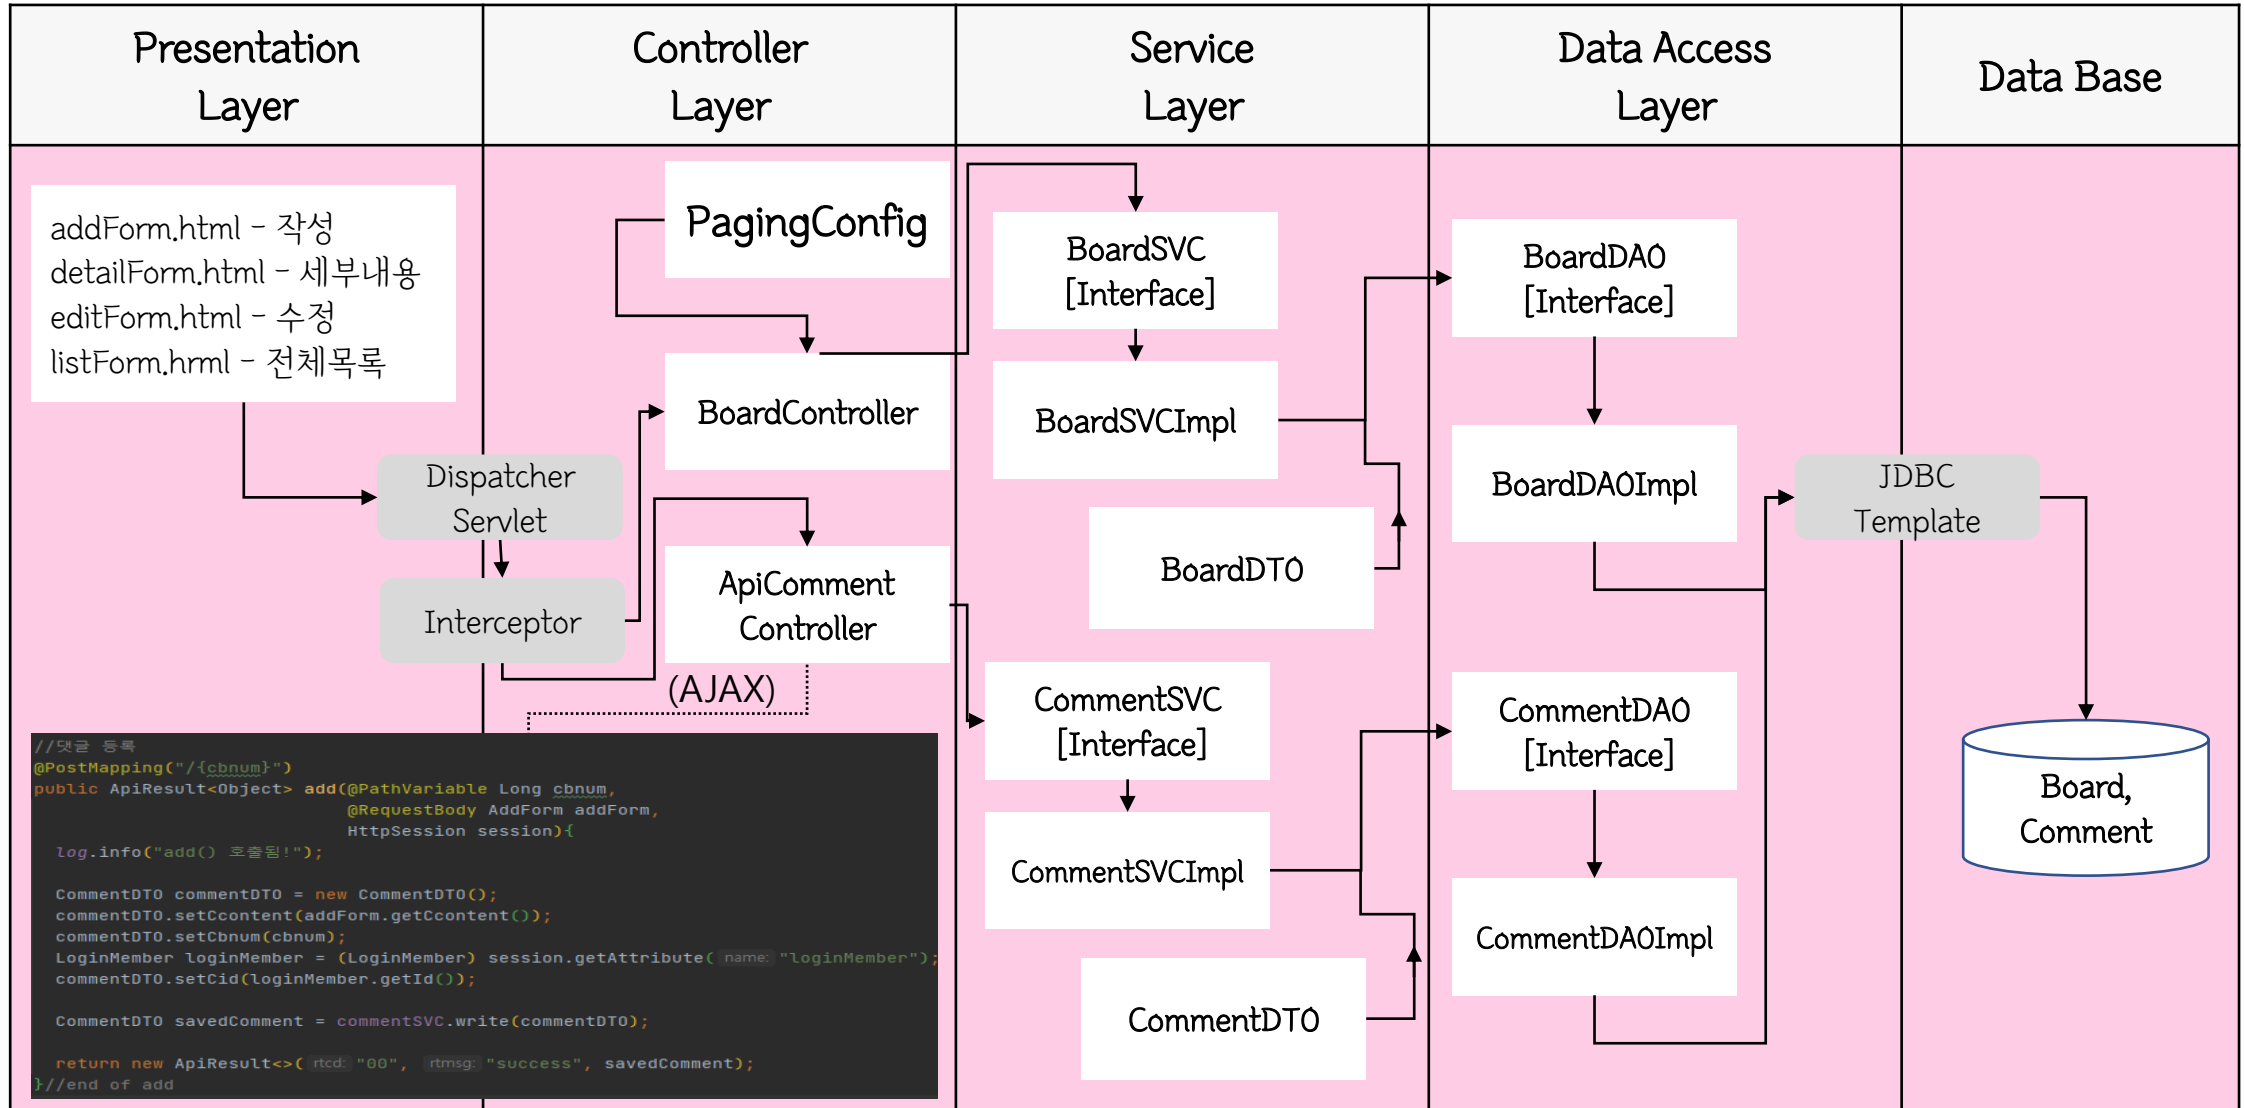 Presentation
Layer
Controller
Layer
Service
Layer
Data Access
Layer
Data Base
addForm.html - 작성
detailForm.html - 세부내용
editForm.html - 수정
listForm.hrml - 전체목록
Dispatcher
Servlet
Interceptor
PagingConfig
BoardController
ApiComment
Controller
(AJAX)
BoardSVC
[Interface]
BoardSVCImpl
BoardDTO
CommentSVC
[Interface]
CommentSVCImpl
CommentDTO
BoardDAO
[Interface]
BoardDAOImpl
CommentDAO
[Interface]
CommentDAOImpl
JDBC
Template
Board,
Comment
//댓글 등록
@PostMapping("/{cbnum}")
public ApiResult<Object> add(@PathVariable Long cbnum,
@RequestBody AddForm addForm,
HttpSession session){
log.info("add() 호출됨!");
CommentDTO commentDTO = new CommentDTO();
commentDTO.setCcontent(addForm.getCcontent());
commentDTO.setCbnum(cbnum);
LoginMember loginMember = (LoginMember) session.getAttribute( name: "loginMember");
commentDTO.setCid(loginMember.getId());
CommentDTO savedComment = commentSVC.write(commentDTO);
return new ApiResult<>( rtcd: "00", rtmsg: "success", savedComment);
}//end of add